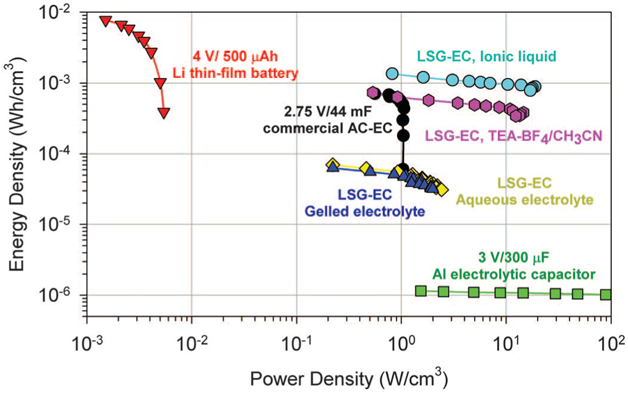 10⁻²
10⁻³
10⁻⁴
10⁻⁵
10⁻⁶
Energy Density (Wh/cm³)
4 V/ 500 μAh
Li thin-film battery
LSG-EC, Ionic liquid
2.75 V/44 mF
commercial AC-EC
LSG-EC, TEA-BF₄/CH₃CN
LSG-EC
Gelled electrolyte
LSG-EC
Aqueous electrolyte
3 V/300 μF
Al electrolytic capacitor
10⁻³ 10⁻² 10⁻¹ 10⁰ 10¹ 10²
Power Density (W/cm³)